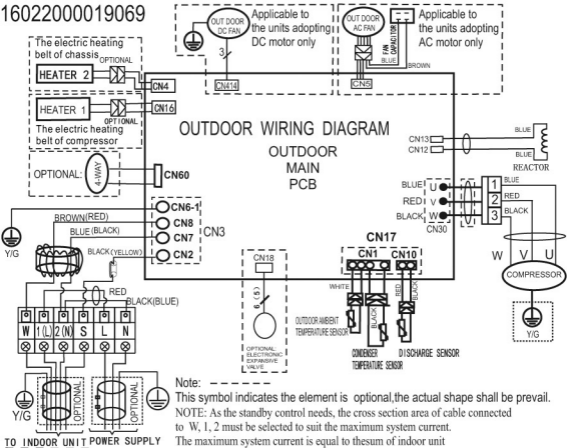 16022000019069
The electric heating
belt of chassis
OPTIONAL
HEATER 2
CN4
HEATER 1
OPTIONAL
CN16
The electric heating
belt of compressor
OPTIONAL:
4-WAY
CN60
OUT DOOR
DC FAN
3
CN414
Applicable to
the units adopting
DC motor only
OUT DOOR
AC FAN
FAN
CAPACITOR
BLUE
BROWN
CN5
Applicable to
the units adopting
AC motor only
OUTDOOR WIRING DIAGRAM
OUTDOOR
MAIN
PCB
CN13
CN12
BLUE
BLUE
REACTOR
BLUE
RED
BLACK
U
V
W
CN30
1
2
3
BLUE
RED
BLACK
W V U
COMPRESSOR
Y/G
CN6-1
CN8
CN7
CN2
CN3
BROWN(RED)
BLUE (BLACK)
BLACK(YELLOW)
Y/G
RED
BLACK(BLUE)
W 1(L) 2(N) S L N
Y/G
OPTIONAL
OPTIONAL
TO INDOOR UNIT
POWER SUPPLY
CN18
6 (5)
OPTIONAL:
ELECTRONIC
EXPANSIVE
VALVE
CN17
CN1
CN10
WHITE
BLACK
RED
BLACK
OUTDOOR AMBIENT
TEMPERATURE SENSOR
CONDENSER
TEMPERATURE SENSOR
DISCHARGE SENSOR
Note:
This symbol indicates the element is optional,the actual shape shall be prevail.
NOTE: As the standby control needs, the cross section area of cable connected
to W, 1, 2 must be selected to suit the maximum system current.
The maximum system current is equal to thesum of indoor unit